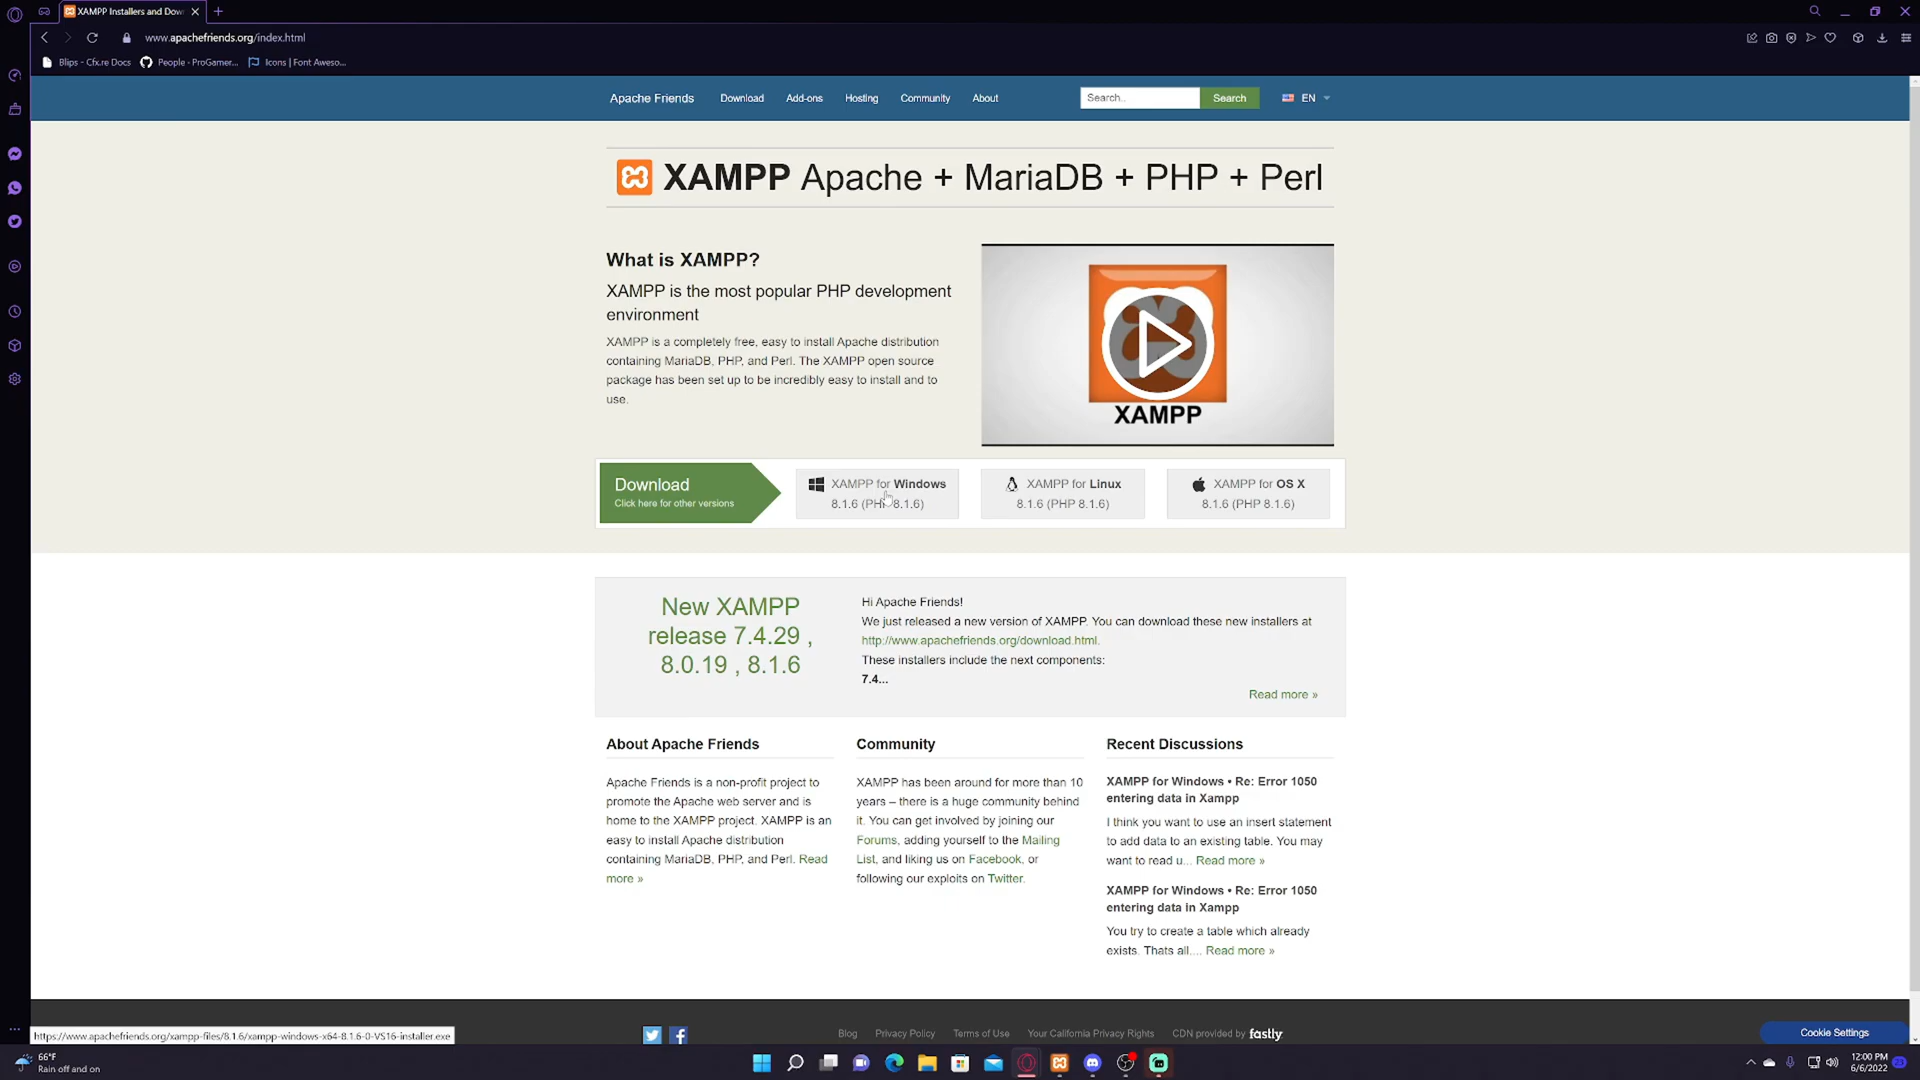 XAMPP Installers and Dow
www.apachefriends.org/index.html
Blips - Cfx.re Docs
People - ProGamer...
Icons | Font Aweso...
Apache Friends
Download
Add-ons
Hosting
Community
About
Search..
Search
EN
XAMPP Apache + MariaDB + PHP + Perl
What is XAMPP?
XAMPP is the most popular PHP development
environment
XAMPP is a completely free, easy to install Apache distribution
containing MariaDB, PHP, and Perl. The XAMPP open source
package has been set up to be incredibly easy to install and to
use.
XAMPP
Download
Click here for other versions
XAMPP for Windows
8.1.6 (PHP 8.1.6)
XAMPP for Linux
8.1.6 (PHP 8.1.6)
XAMPP for OS X
8.1.6 (PHP 8.1.6)
New XAMPP
release 7.4.29 ,
8.0.19 , 8.1.6
Hi Apache Friends!
We just released a new version of XAMPP. You can download these new installers at
http://www.apachefriends.org/download.html.
These installers include the next components:
7.4...
Read more »
About Apache Friends
Apache Friends is a non-profit project to
promote the Apache web server and is
home to the XAMPP project. XAMPP is an
easy to install Apache distribution
containing MariaDB, PHP, and Perl. Read
more »
Community
XAMPP has been around for more than 10
years – there is a huge community behind
it. You can get involved by joining our
Forums, adding yourself to the Mailing
List, and liking us on Facebook, or
following our exploits on Twitter.
Recent Discussions
XAMPP for Windows • Re: Error 1050
entering data in Xampp
I think you want to use an insert statement
to add data to an existing table. You may
want to read u... Read more »
XAMPP for Windows • Re: Error 1050
entering data in Xampp
You try to create a table which already
exists. Thats all.... Read more »
https://www.apachefriends.org/xampp-files/8.1.6/xampp-windows-x64-8.1.6-0-VS16-installer.exe
Blog
Privacy Policy
Terms of Use
Your California Privacy Rights
CDN provided by fastly
Cookie Settings
66°F
Rain off and on
12:00 PM
6/6/2022